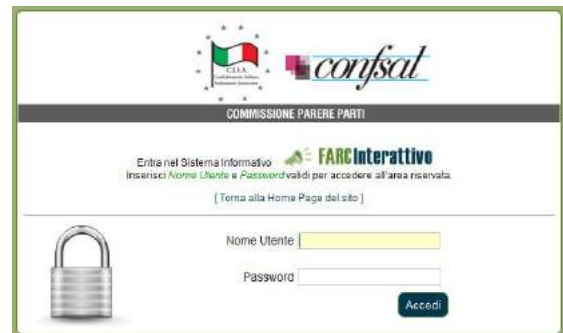 C.I.F.A.
confsal
COMMISSIONE PARERE PARTI
Entra nel Sistema Informativo FARCInterattivo
Inserisci Nome Utente e Password validi per accedere all'area riservata.
[ Torna alla Home Page del sito ]
Nome Utente
Password
Accedi